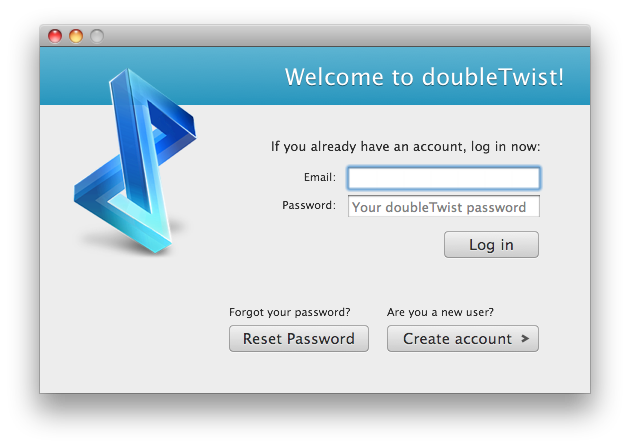 Welcome to doubleTwist!
If you already have an account, log in now:
Email:
Password: Your doubleTwist password
Log in
Forgot your password? Are you a new user?
Reset Password Create account